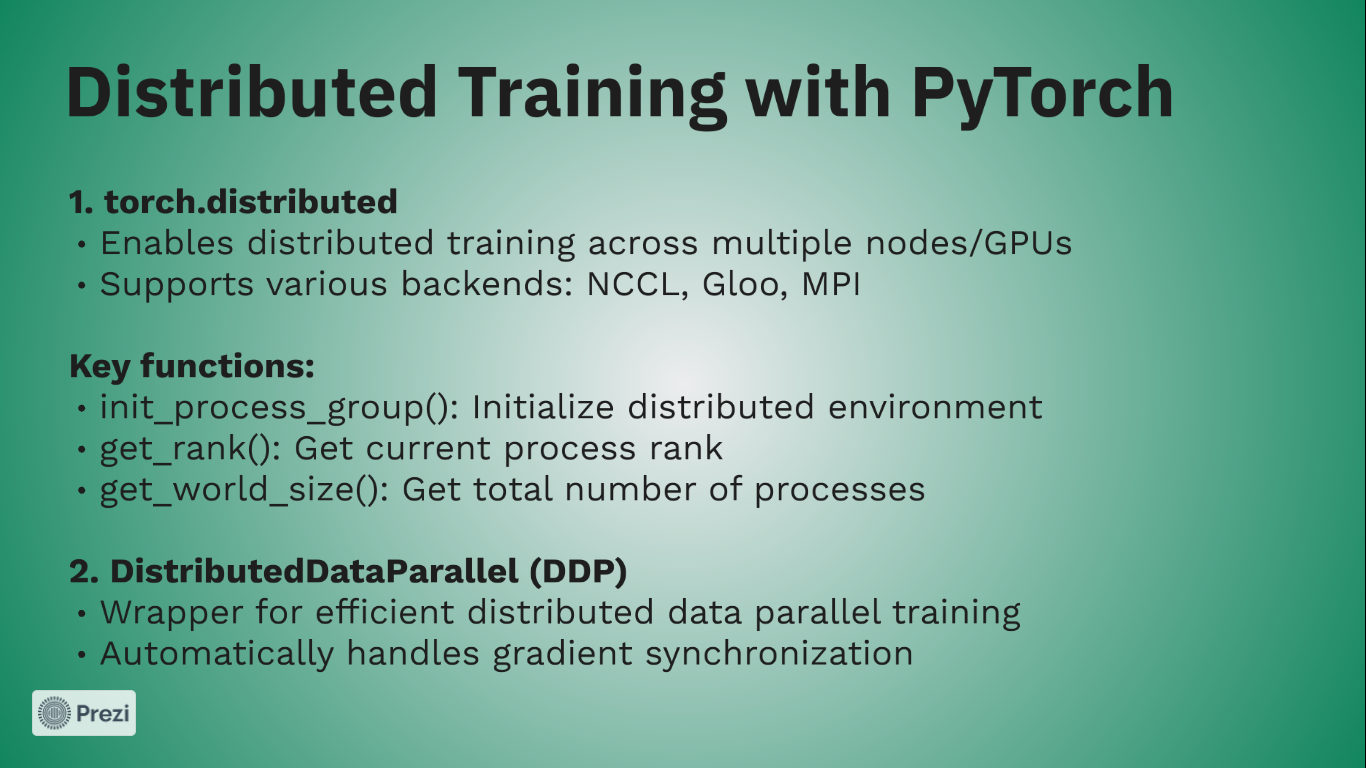 Distributed Training with PyTorch
1. torch.distributed
• Enables distributed training across multiple nodes/GPUs
• Supports various backends: NCCL, Gloo, MPI
Key functions:
• init_process_group(): Initialize distributed environment
• get_rank(): Get current process rank
• get_world_size(): Get total number of processes
2. DistributedDataParallel (DDP)
• Wrapper for efficient distributed data parallel training
• Automatically handles gradient synchronization
Prezi